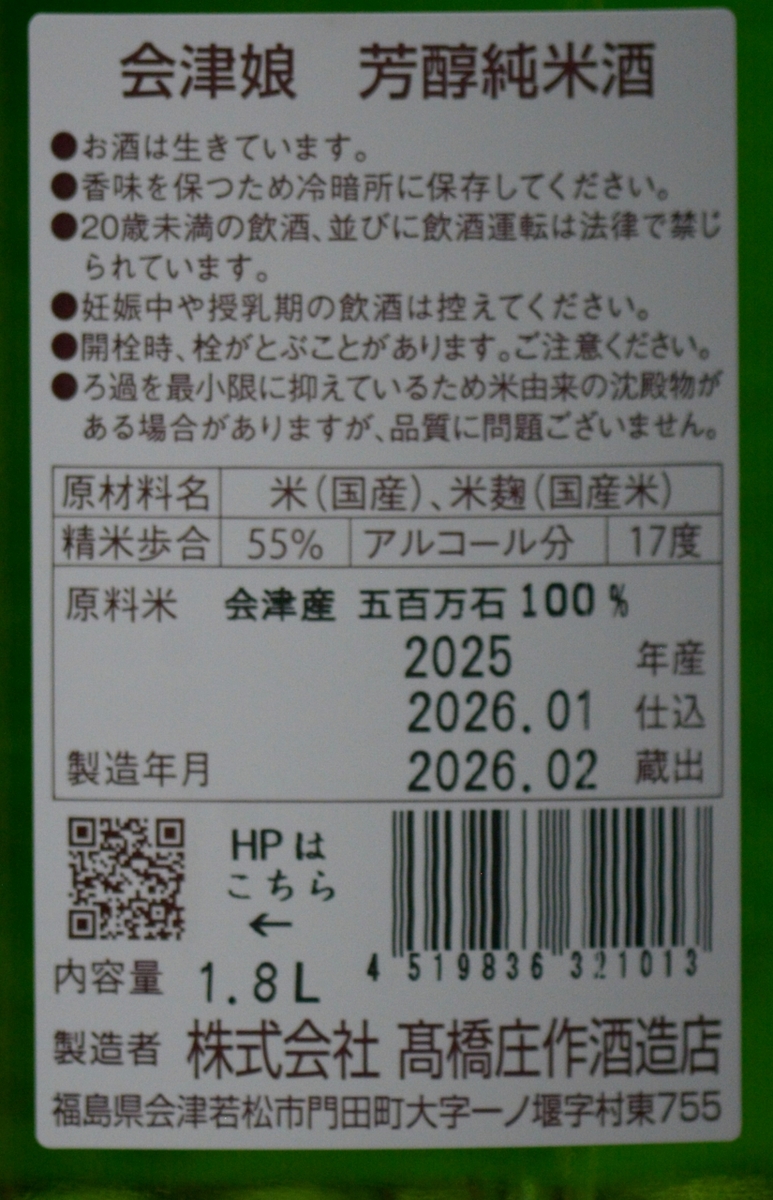 会津娘　芳醇純米酒
●お酒は生きています。
●香味を保つため冷暗所に保存してください。
●20歳未満の飲酒、並びに飲酒運転は法律で禁じ
られています。
●妊娠中や授乳期の飲酒は控えてください。
●開栓時、栓がとぶことがあります。ご注意ください。
●ろ過を最小限に抑えているため米由来の沈殿物が
ある場合がありますが、品質に問題ございません。
原材料名　米（国産）、米麹（国産米）
精米歩合　55%　アルコール分　17度
原料米　会津産　五百万石 100 %
2025　年産
2026.01　仕込
製造年月　2026.02　蔵出
HPは
こちら
←
内容量　1.8L
4 519836 321013
製造者　株式会社　髙橋庄作酒造店
福島県会津若松市門田町大字一ノ堰字村東755